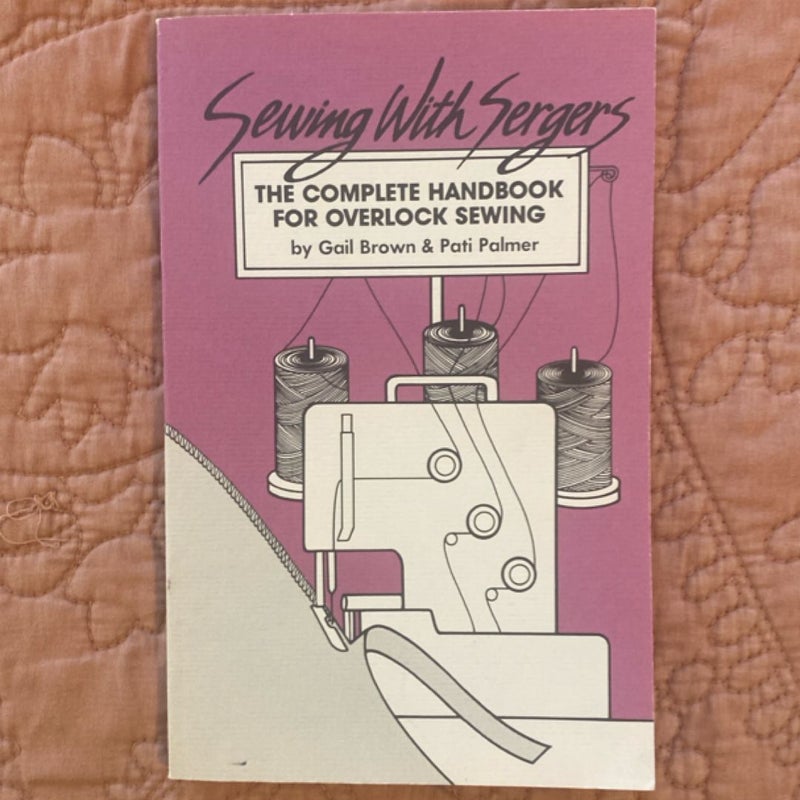 Sewing With Sergers
THE COMPLETE HANDBOOK
FOR OVERLOCK SEWING
by Gail Brown & Pati Palmer